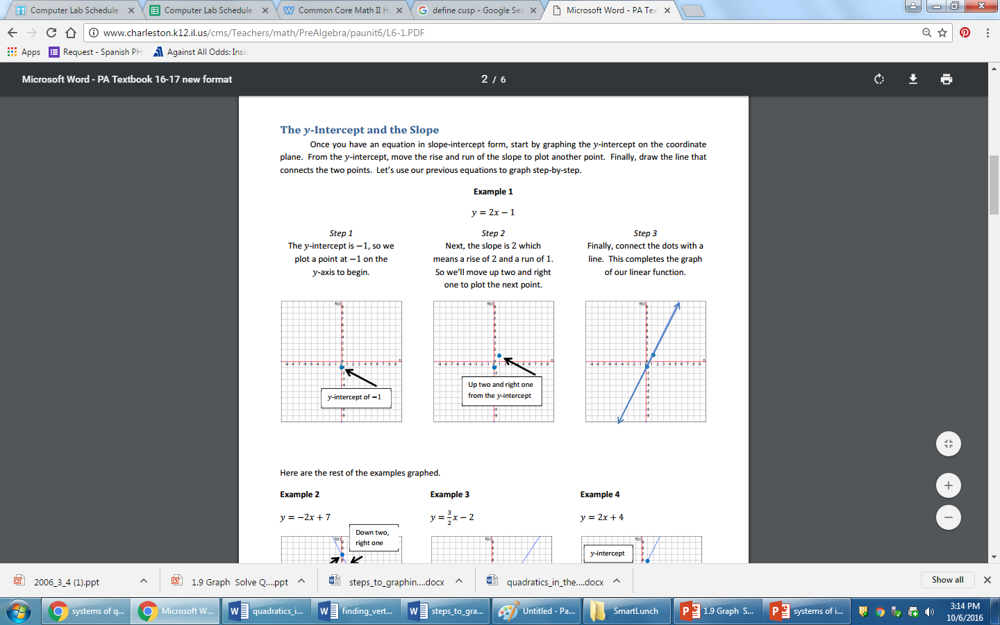 Computer Lab Schedule
Computer Lab Schedule
Common Core Math II H
define cusp - Google Sea
Microsoft Word - PA Tex
www.charleston.k12.il.us/cms/Teachers/math/PreAlgebra/paunit6/L6-1.PDF
Apps
Request - Spanish PH
Against All Odds: Insid
Microsoft Word - PA Textbook 16-17 new format
2 / 6
The y-Intercept and the Slope
Once you have an equation in slope-intercept form, start by graphing the y-intercept on the coordinate
plane. From the y-intercept, move the rise and run of the slope to plot another point. Finally, draw the line that
connects the two points. Let's use our previous equations to graph step-by-step.
Example 1
y = 2x − 1
Step 1
The y-intercept is −1, so we
plot a point at −1 on the
y-axis to begin.
Step 2
Next, the slope is 2 which
means a rise of 2 and a run of 1.
So we'll move up two and right
one to plot the next point.
Step 3
Finally, connect the dots with a
line. This completes the graph
of our linear function.
f(x)
y-intercept of −1
f(x)
Up two and right one
from the y-intercept
f(x)
Here are the rest of the examples graphed.
Example 2
y = −2x + 7
Down two,
right one
Example 3
y = 3/2 x − 2
Example 4
y = 2x + 4
y-intercept
2006_3_4 (1).ppt
1.9 Graph Solve Q....ppt
steps_to_graphin....docx
quadratics_in_the....docx
Show all
systems of q...
Microsoft W...
quadratics_i...
finding_vert...
steps_to_gra...
Untitled - Pa...
SmartLunch
1.9 Graph S...
systems of i...
3:14 PM
10/6/2016